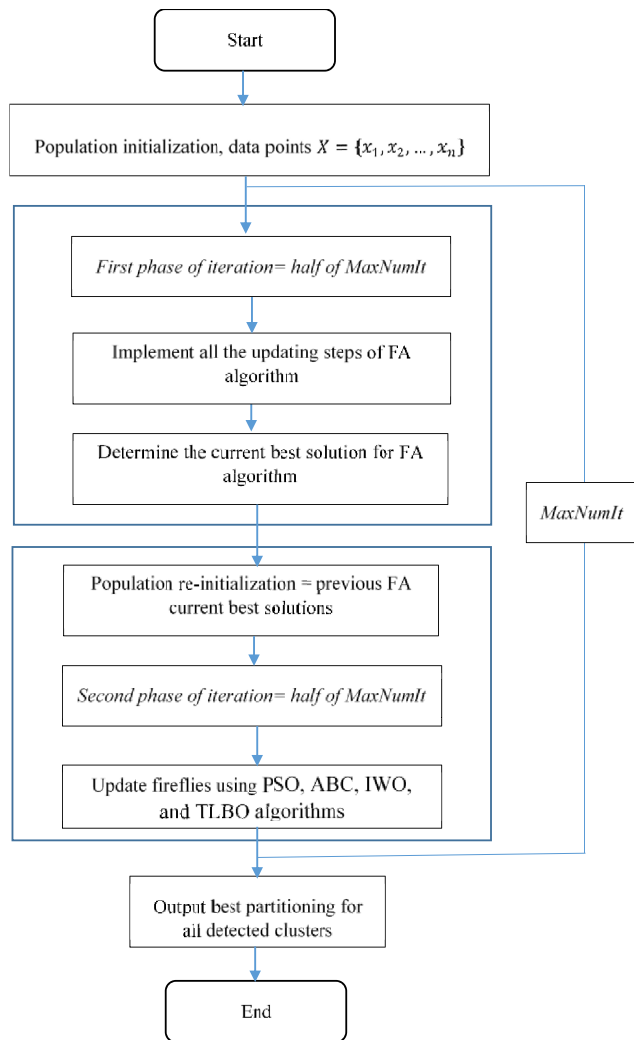 Start
Population initialization, data points X = {x₁, x₂, ... , xₙ}
First phase of iteration= half of MaxNumIt
Implement all the updating steps of FA
algorithm
Determine the current best solution for FA
algorithm
MaxNumIt
Population re-initialization = previous FA
current best solutions
Second phase of iteration= half of MaxNumIt
Update fireflies using PSO, ABC, IWO,
and TLBO algorithms
Output best partitioning for
all detected clusters
End